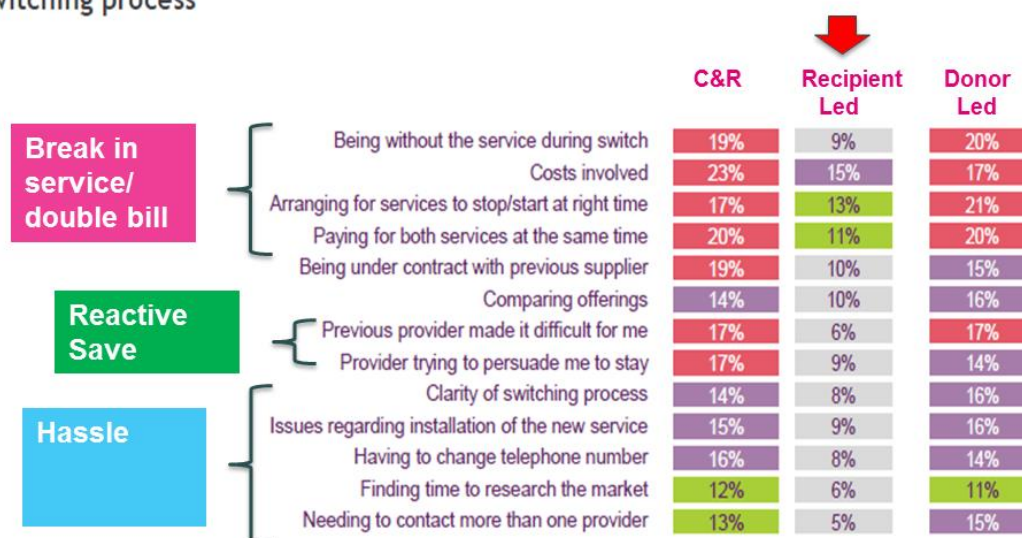 witching process
C&R Recipient Led Donor Led
Break in service/ double bill
Being without the service during switch 19% 9% 20%
Costs involved 23% 15% 17%
Arranging for services to stop/start at right time 17% 13% 21%
Paying for both services at the same time 20% 11% 20%
Being under contract with previous supplier 19% 10% 15%
Comparing offerings 14% 10% 16%
Reactive Save
Previous provider made it difficult for me 17% 6% 17%
Provider trying to persuade me to stay 17% 9% 14%
Hassle
Clarity of switching process 14% 8% 16%
Issues regarding installation of the new service 15% 9% 16%
Having to change telephone number 16% 8% 14%
Finding time to research the market 12% 6% 11%
Needing to contact more than one provider 13% 5% 15%